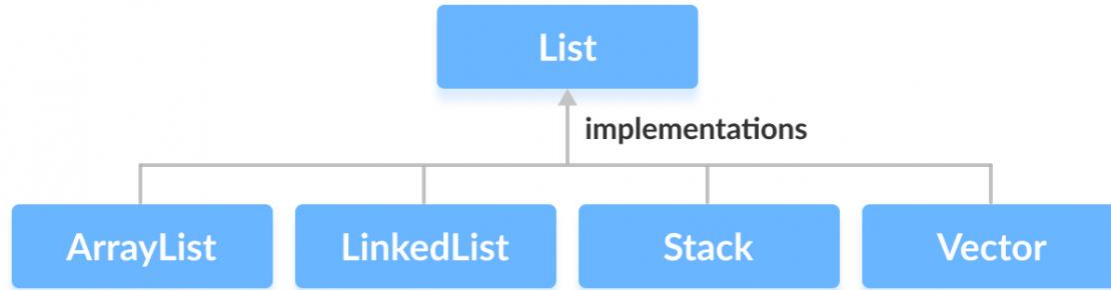 List
implementations
ArrayList
LinkedList
Stack
Vector